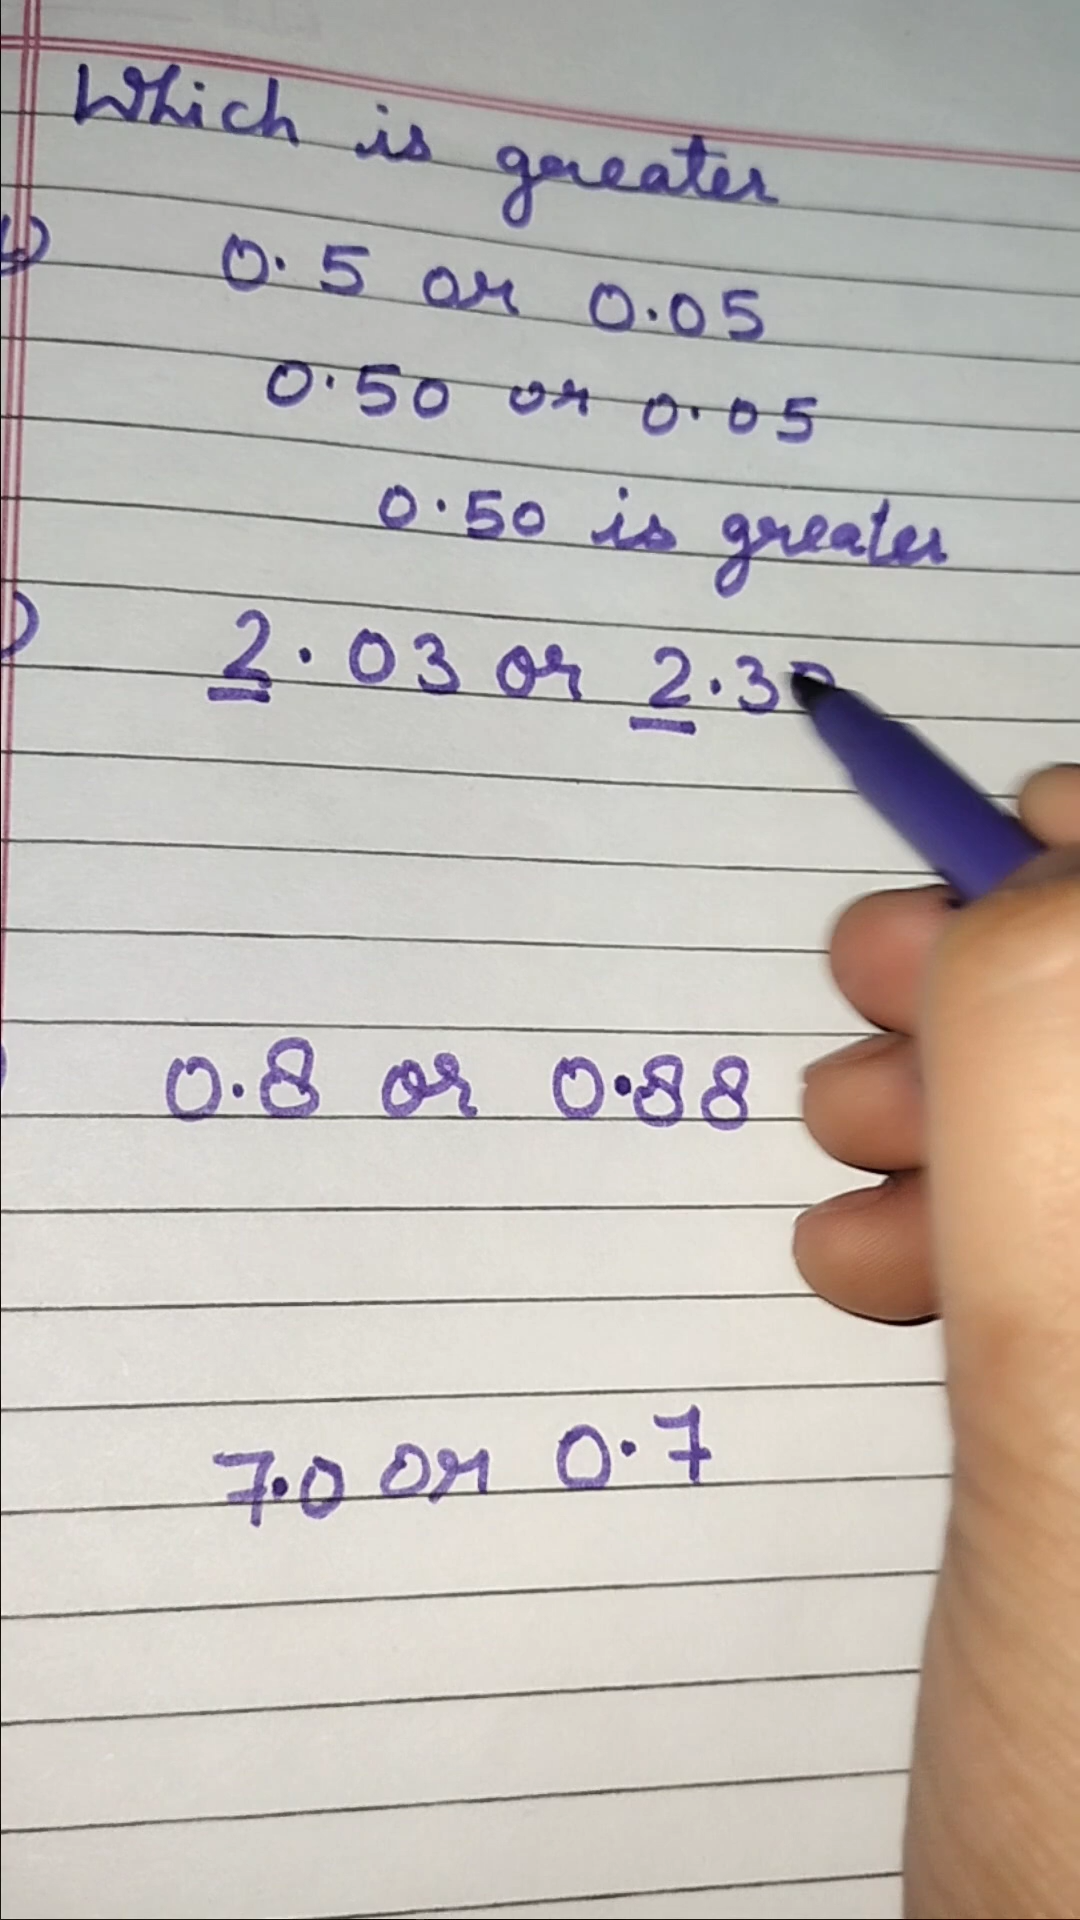 Which is greater
0.5 or 0.05
0.50 or 0.05
0.50 is greater
2.03 or 2.30
0.8 or 0.88
7.0 or 0.7